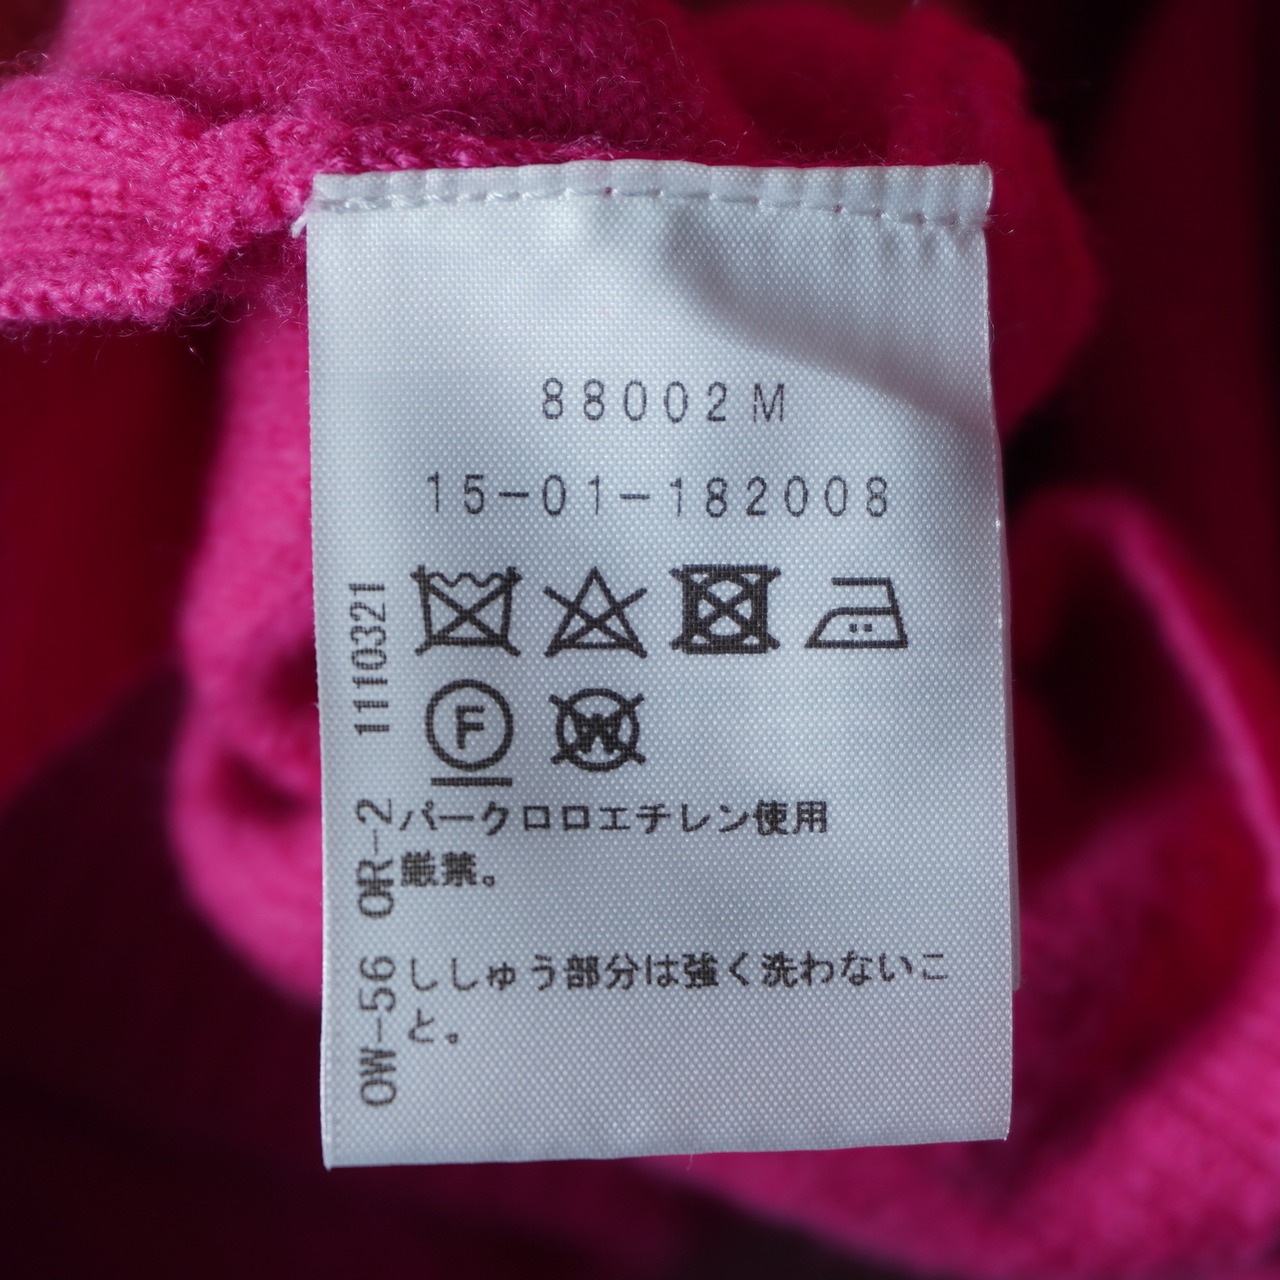 88002M
15-01-182008
F
W
パークロロエチレン使用
厳禁。
ししゅう部分は強く洗わないこ
と。
OW-56 OR-2 1110321